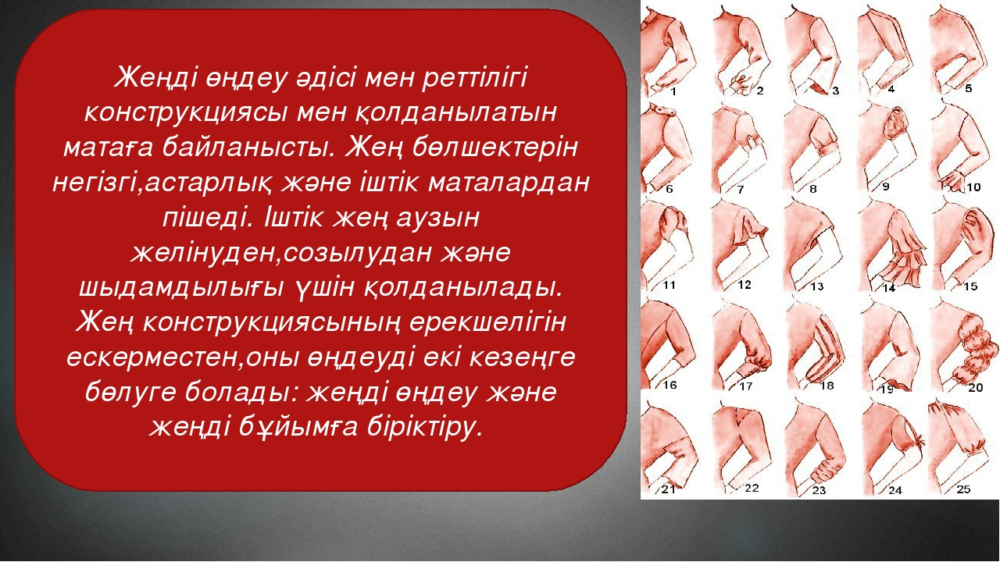 Жеңді өңдеу әдісі мен реттілігі
конструкциясы мен қолданылатын
матаға байланысты. Жең бөлшектерін
негізгі,астарлық және іштік маталардан
пішеді. Іштік жең аузын
желінуден,созылудан және
шыдамдылығы үшін қолданылады.
Жең конструкциясының ерекшелігін
ескерместен,оны өңдеуді екі кезеңге
бөлуге болады: жеңді өңдеу және
жеңді бұйымға біріктіру.
1 2 3 4 5
6 7 8 9 10
11 12 13 14 15
16 17 18 19 20
21 22 23 24 25